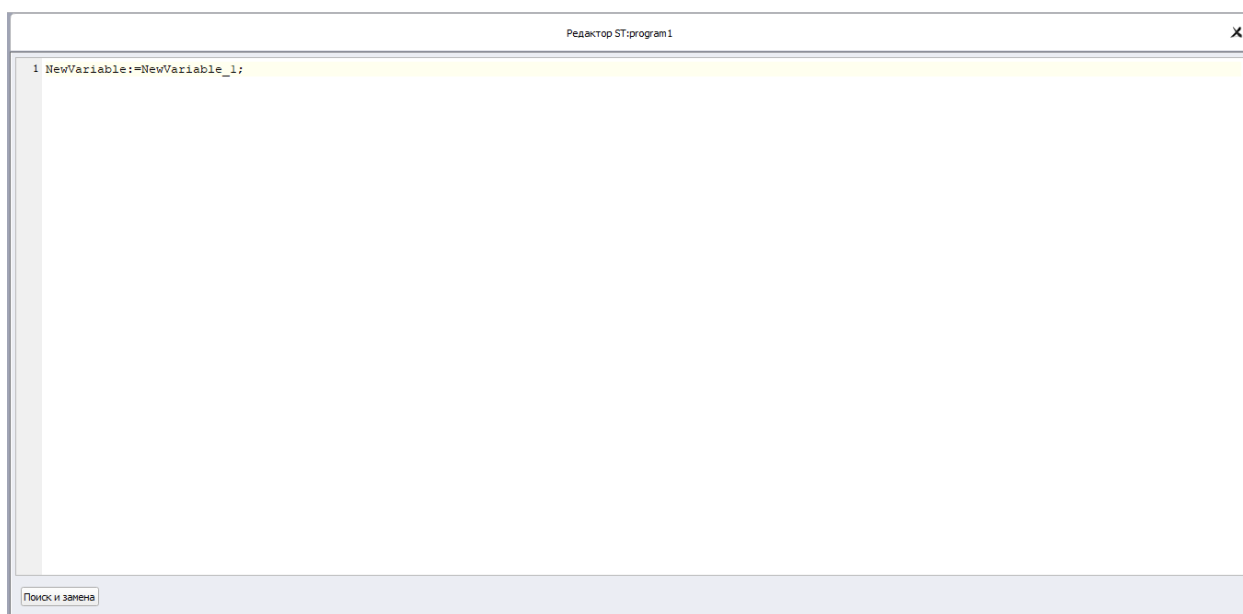 Редактор ST:program1
1 NewVariable:=NewVariable_1;
Поиск и замена